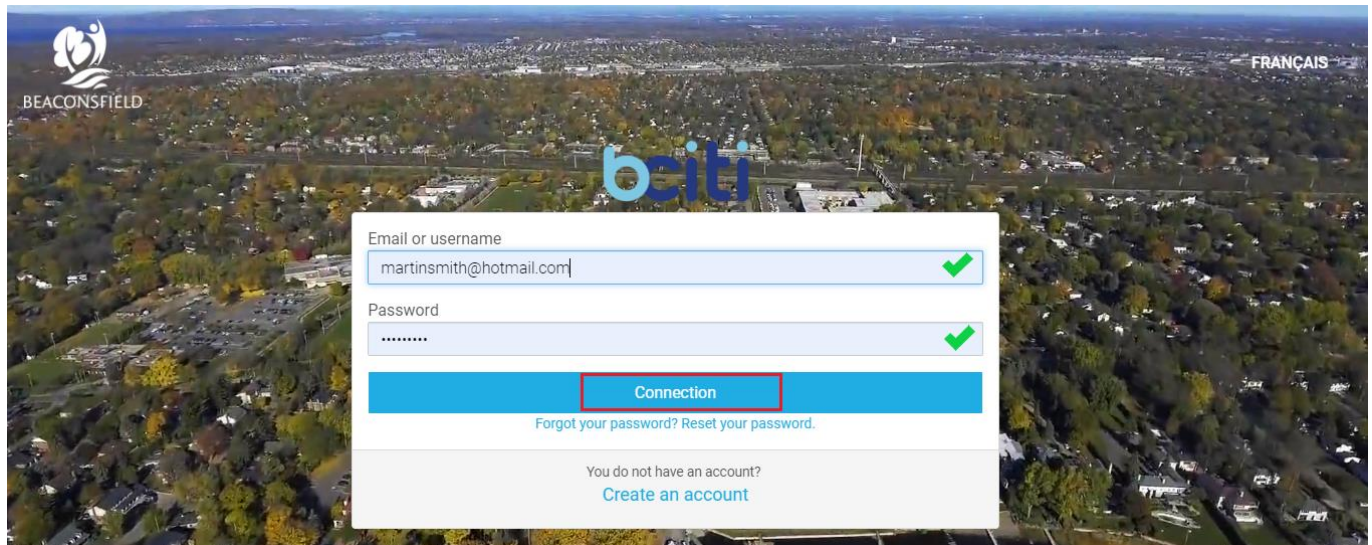 BEACONSFIELD
FRANÇAIS
bciti
Email or username
martinsmith@hotmail.com
Password
•••••••••
Connection
Forgot your password? Reset your password.
You do not have an account?
Create an account